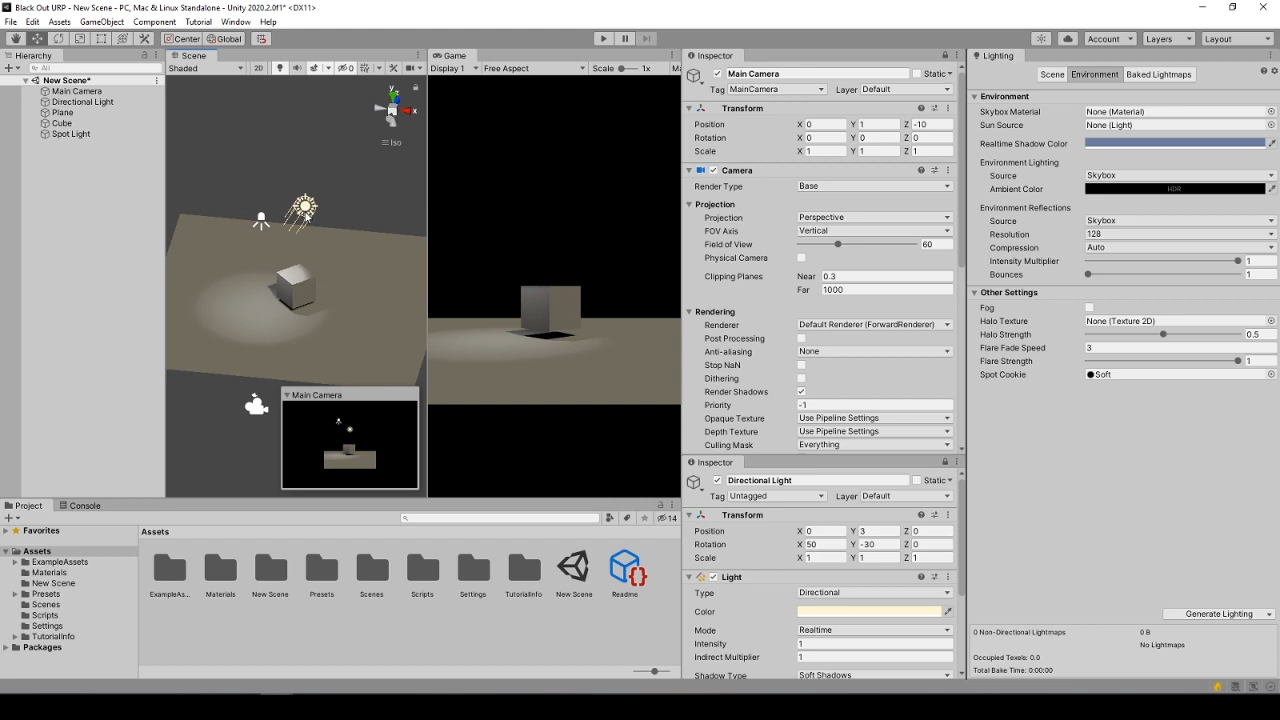 Black Out URP - New Scene - PC, Mac & Linux Standalone - Unity 2020.2.0f1* <DX11>
File Edit Assets GameObject Component Tutorial Window Help
Center Global Account Layers Layout
Hierarchy
All
New Scene*
Main Camera
Directional Light
Plane
Cube
Spot Light
Scene
Shaded 2D 0
y
x
Iso
Main Camera
Game
Display 1 Free Aspect Scale 1x
Inspector
Main Camera Static
Tag MainCamera Layer Default
Transform
Position X 0 Y 1 Z -10
Rotation X 0 Y 0 Z 0
Scale X 1 Y 1 Z 1
Camera
Render Type Base
Projection
Projection Perspective
FOV Axis Vertical
Field of View 60
Physical Camera
Clipping Planes Near 0.3
Far 1000
Rendering
Renderer Default Renderer (ForwardRenderer)
Post Processing
Anti-aliasing None
Stop NaN
Dithering
Render Shadows
Priority -1
Opaque Texture Use Pipeline Settings
Depth Texture Use Pipeline Settings
Culling Mask Everything
Inspector
Directional Light Static
Tag Untagged Layer Default
Transform
Position X 0 Y 3 Z 0
Rotation X 50 Y -30 Z 0
Scale X 1 Y 1 Z 1
Light
Type Directional
Color
Mode Realtime
Intensity 1
Indirect Multiplier 1
Shadow Type Soft Shadows
Lighting
Scene Environment Baked Lightmaps
Environment
Skybox Material None (Material)
Sun Source None (Light)
Realtime Shadow Color
Environment Lighting
Source Skybox
Ambient Color HDR
Environment Reflections
Source Skybox
Resolution 128
Compression Auto
Intensity Multiplier 1
Bounces 1
Other Settings
Fog
Halo Texture None (Texture 2D)
Halo Strength 0.5
Flare Fade Speed 3
Flare Strength 1
Spot Cookie Soft
Generate Lighting
0 Non-Directional Lightmaps 0 B
No Lightmaps
Occupied Texels: 0.0
Total Bake Time: 0:00:00
Project Console
14
Favorites
Assets
ExampleAssets
Materials
New Scene
Presets
Scenes
Scripts
Settings
TutorialInfo
Packages
Assets
ExampleAs... Materials New Scene Presets Scenes Scripts Settings TutorialInfo New Scene Readme